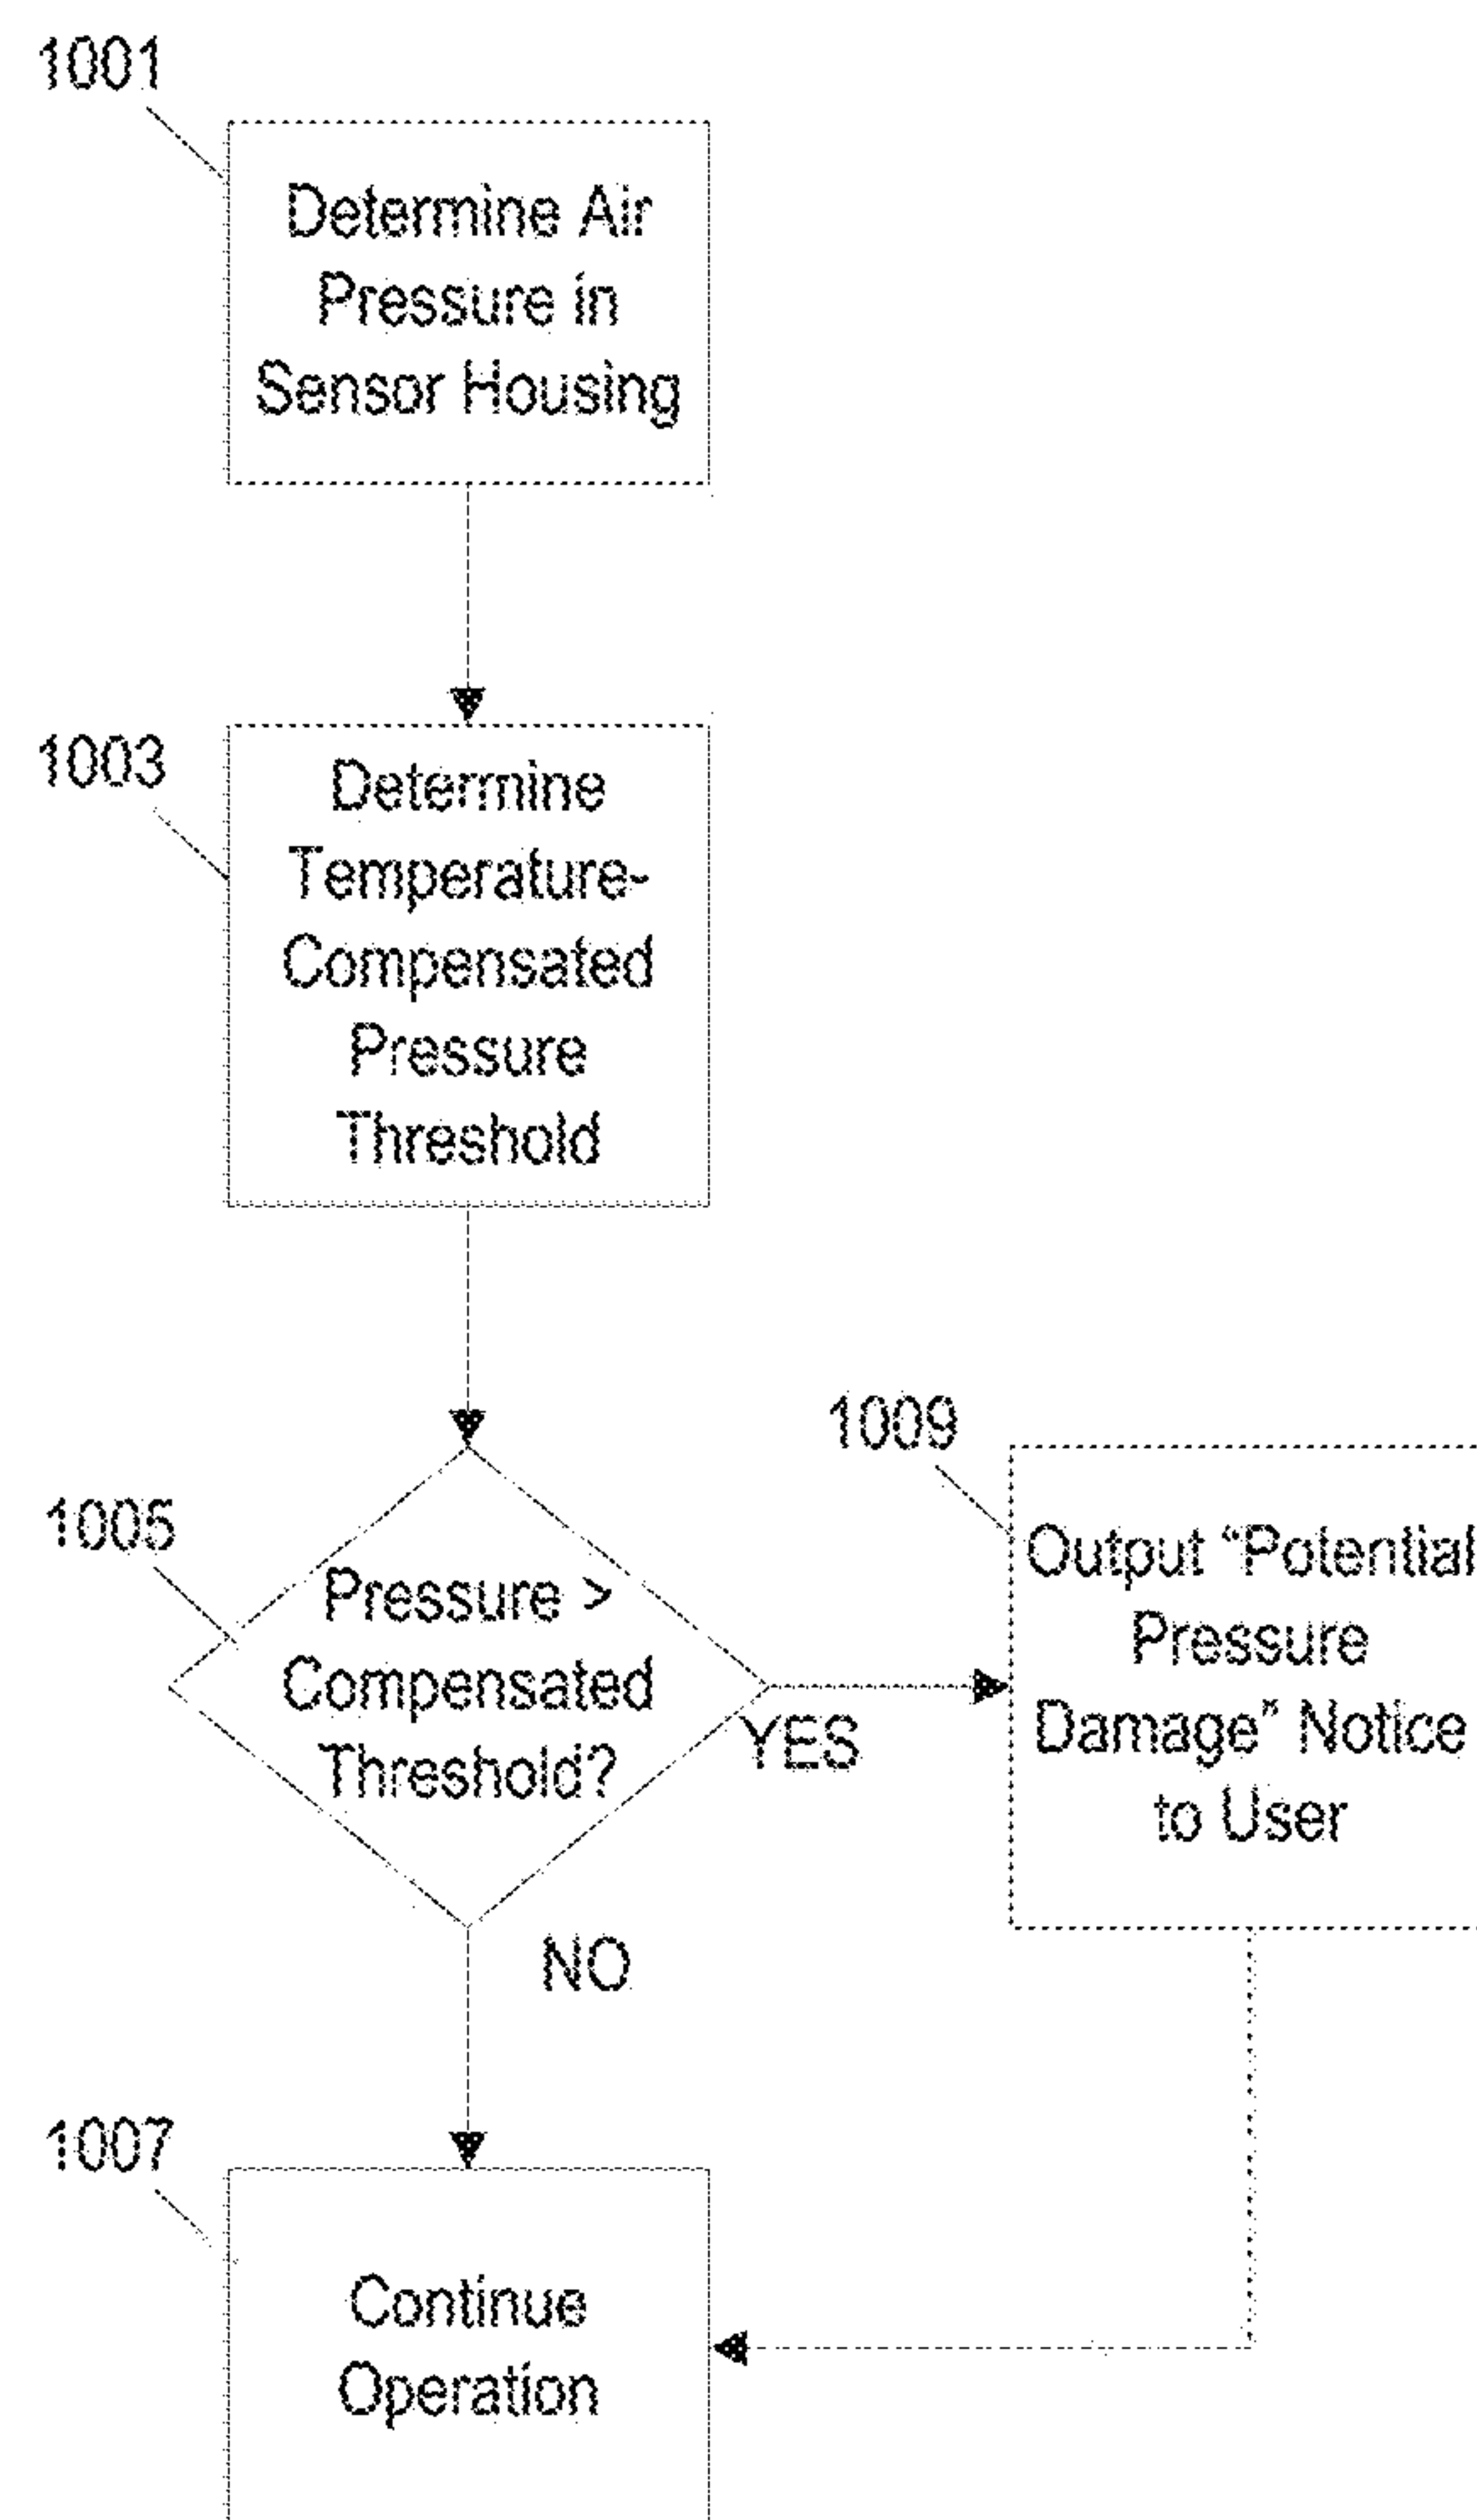 1001
Determine Air
Pressure in
Sensor Housing
1003
Determine
Temperature-
Compensated
Pressure
Threshold
1005
Pressure >
Compensated
Threshold?
YES
NO
1009
Output “Potential
Pressure
Damage” Notice
to User
1007
Continue
Operation